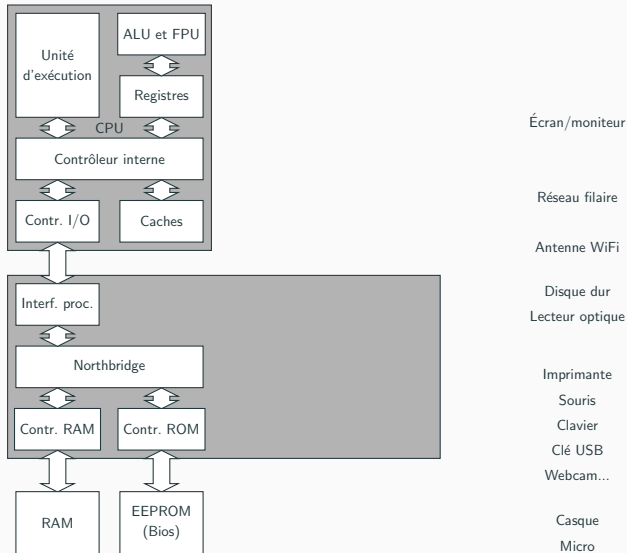 Unité
d'exécution
ALU et FPU
Registres
CPU
Contrôleur interne
Contr. I/O
Caches
Interf. proc.
Northbridge
Contr. RAM
Contr. ROM
RAM
EEPROM
(Bios)
Écran/moniteur
Réseau filaire
Antenne WiFi
Disque dur
Lecteur optique
Imprimante
Souris
Clavier
Clé USB
Webcam...
Casque
Micro